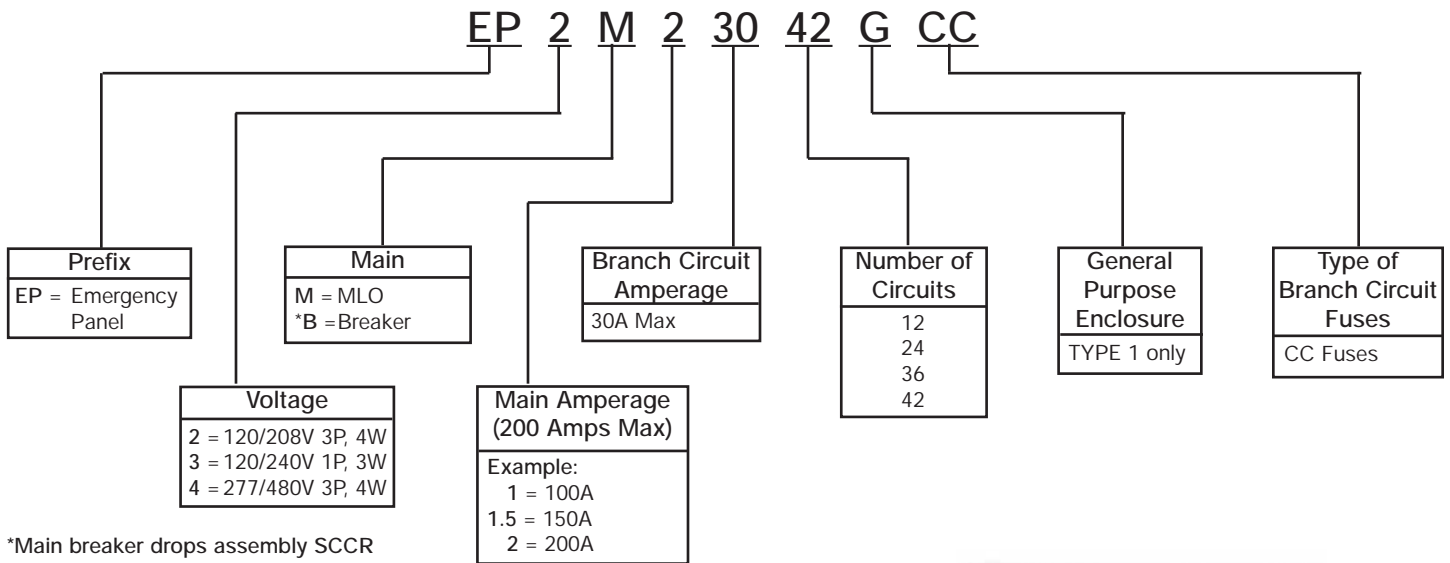 EP 2 M 2 30 42 G CC
Prefix
EP = Emergency
Panel
Main
M = MLO
*B =Breaker
Branch Circuit
Amperage
30A Max
Number of
Circuits
12
24
36
42
General
Purpose
Enclosure
TYPE 1 only
Type of
Branch Circuit
Fuses
CC Fuses
Voltage
2 = 120/208V 3P, 4W
3 = 120/240V 1P, 3W
4 = 277/480V 3P, 4W
Main Amperage
(200 Amps Max)
Example:
1 = 100A
1.5 = 150A
2 = 200A
*Main breaker drops assembly SCCR